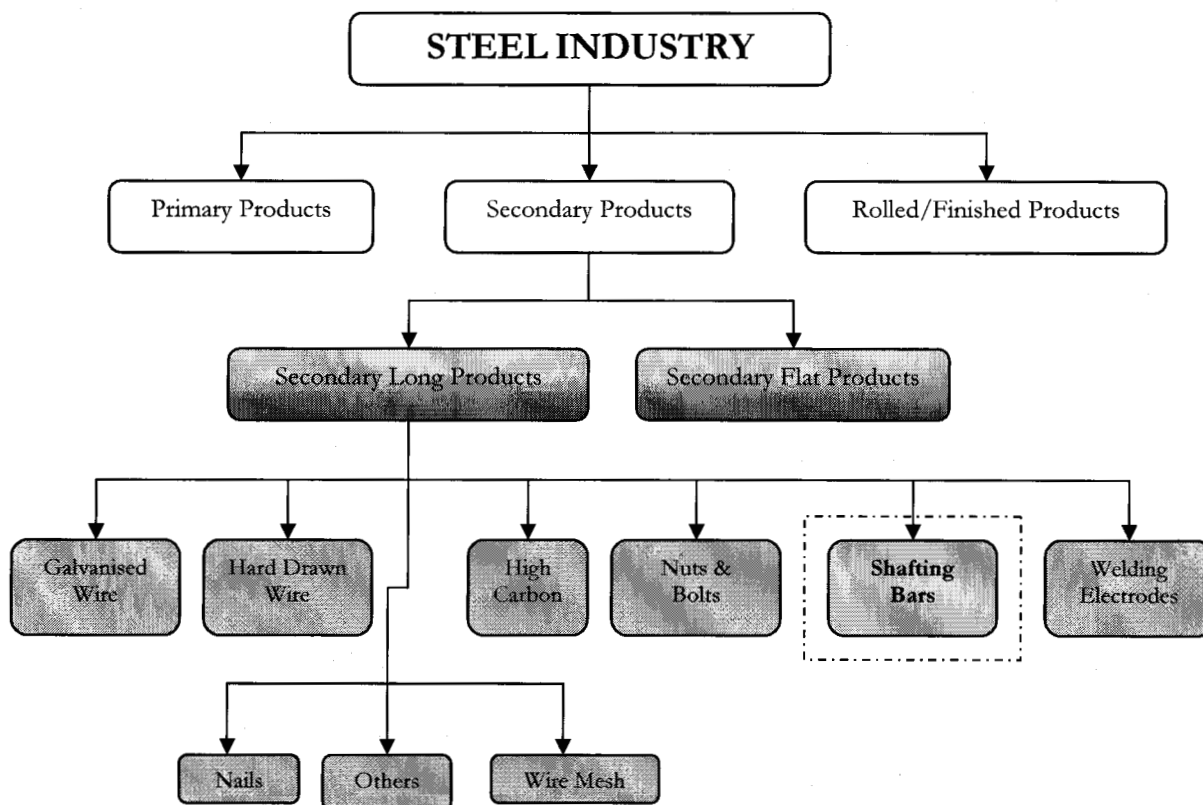 STEEL INDUSTRY
Primary Products
Secondary Products
Rolled/Finished Products
Secondary Long Products
Secondary Flat Products
Galvanised
Wire
Hard Drawn
Wire
High
Carbon
Nuts &
Bolts
Shafting
Bars
Welding
Electrodes
Nails
Others
Wire Mesh